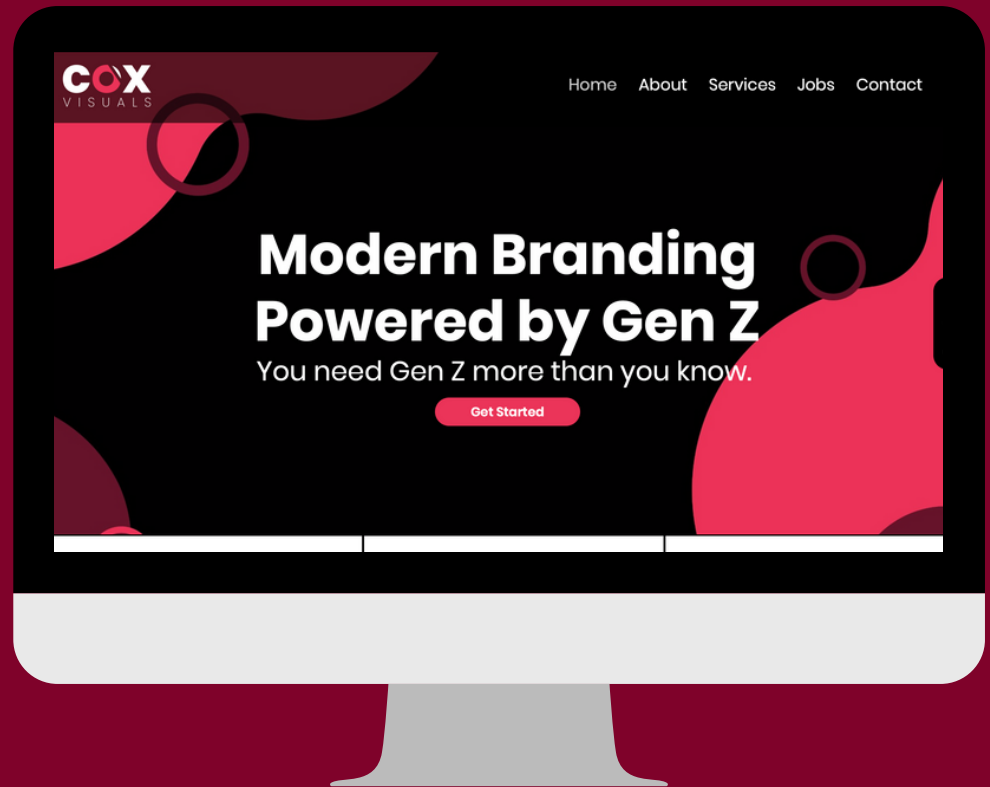 COX
VISUALS
Home About Services Jobs Contact
Modern Branding
Powered by Gen Z
You need Gen Z more than you know.
Get Started